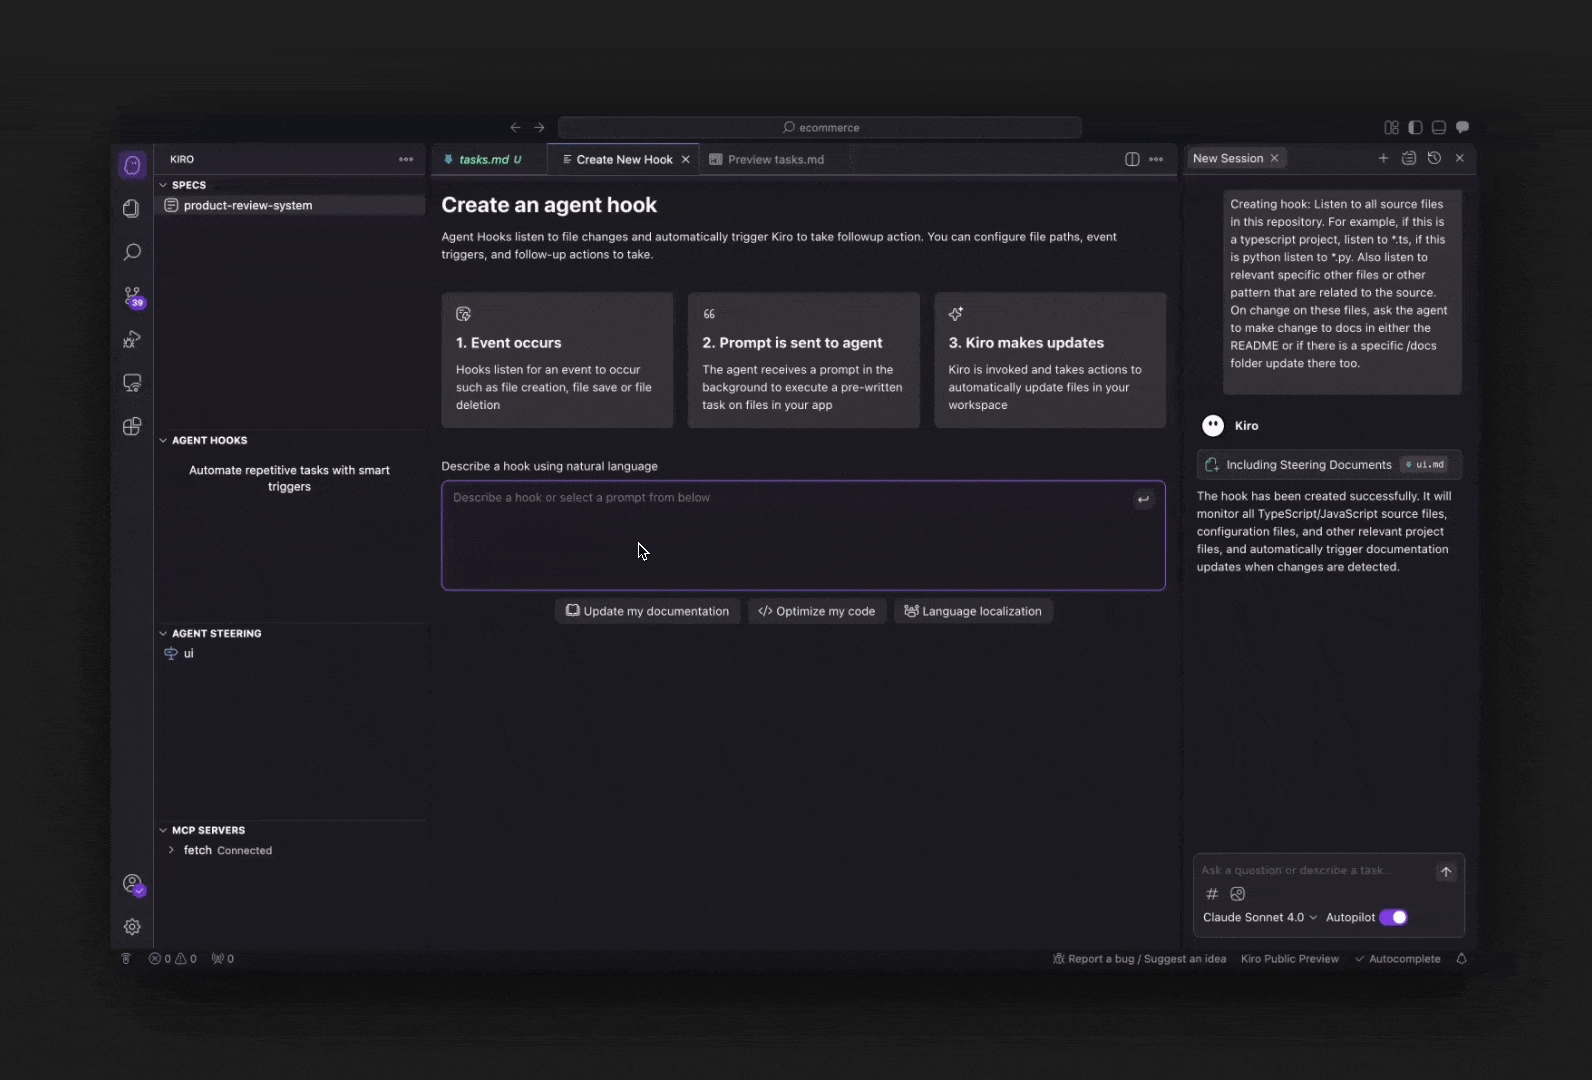 ecommerce
KIRO
SPECS
product-review-system
39
AGENT HOOKS
Automate repetitive tasks with smart
triggers
AGENT STEERING
ui
MCP SERVERS
fetch Connected
tasks.md U
Create New Hook
Preview tasks.md
Create an agent hook
Agent Hooks listen to file changes and automatically trigger Kiro to take followup action. You can configure file paths, event
triggers, and follow-up actions to take.
1. Event occurs
Hooks listen for an event to occur
such as file creation, file save or file
deletion
2. Prompt is sent to agent
The agent receives a prompt in the
background to execute a pre-written
task on files in your app
3. Kiro makes updates
Kiro is invoked and takes actions to
automatically update files in your
workspace
Describe a hook using natural language
Describe a hook or select a prompt from below
Update my documentation
Optimize my code
Language localization
New Session
Creating hook: Listen to all source files
in this repository. For example, if this is
a typescript project, listen to *.ts, if this
is python listen to *.py. Also listen to
relevant specific other files or other
pattern that are related to the source.
On change on these files, ask the agent
to make change to docs in either the
README or if there is a specific /docs
folder update there too.
Kiro
Including Steering Documents ui.md
The hook has been created successfully. It will
monitor all TypeScript/JavaScript source files,
configuration files, and other relevant project
files, and automatically trigger documentation
updates when changes are detected.
Ask a question or describe a task...
#
Claude Sonnet 4.0 Autopilot
0 0 0
Report a bug / Suggest an idea
Kiro Public Preview
Autocomplete